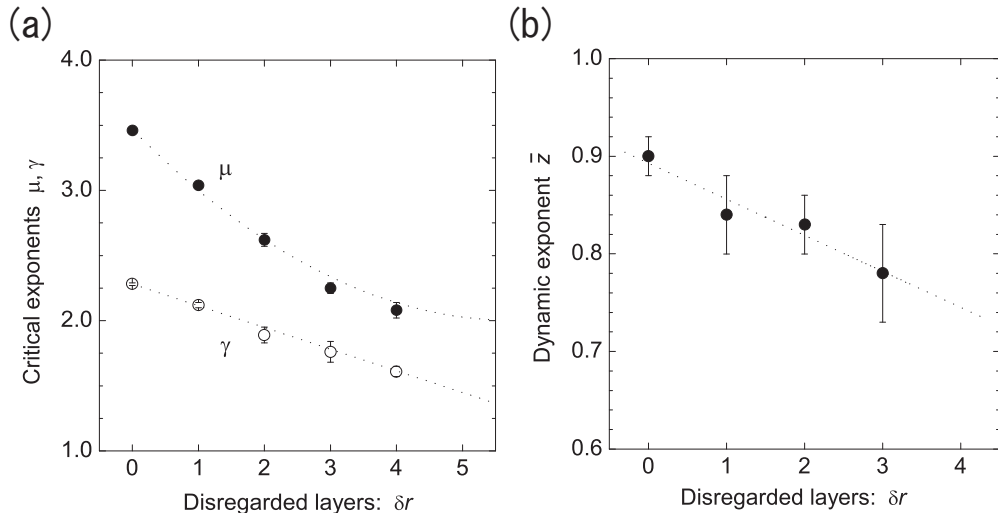 (a)
4.0
3.0
2.0
1.0
Critical exponents μ, γ
μ
γ
0 1 2 3 4 5
Disregarded layers: δr
(b)
1.0
0.9
0.8
0.7
0.6
Dynamic exponent z̄
0 1 2 3 4
Disregarded layers: δr